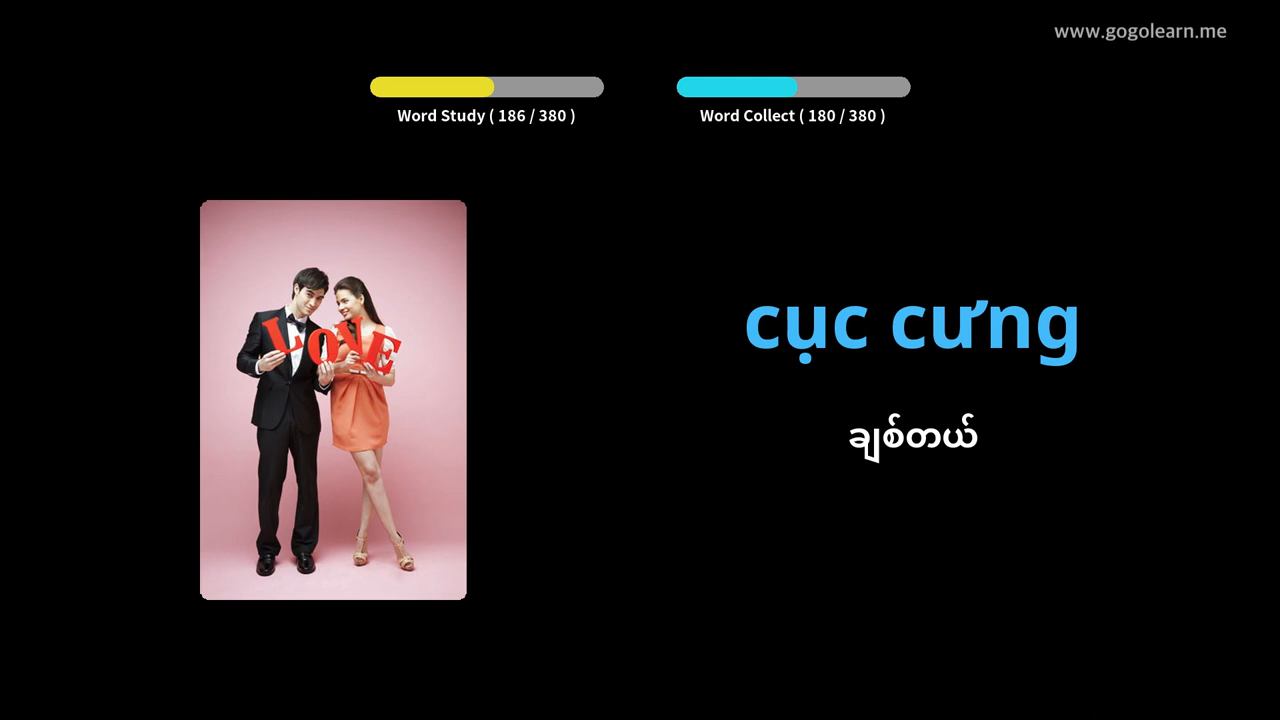 www.gogolearn.me
Word Study ( 186 / 380 )
Word Collect ( 180 / 380 )
LOVE
cục cưng
ချစ်တယ်